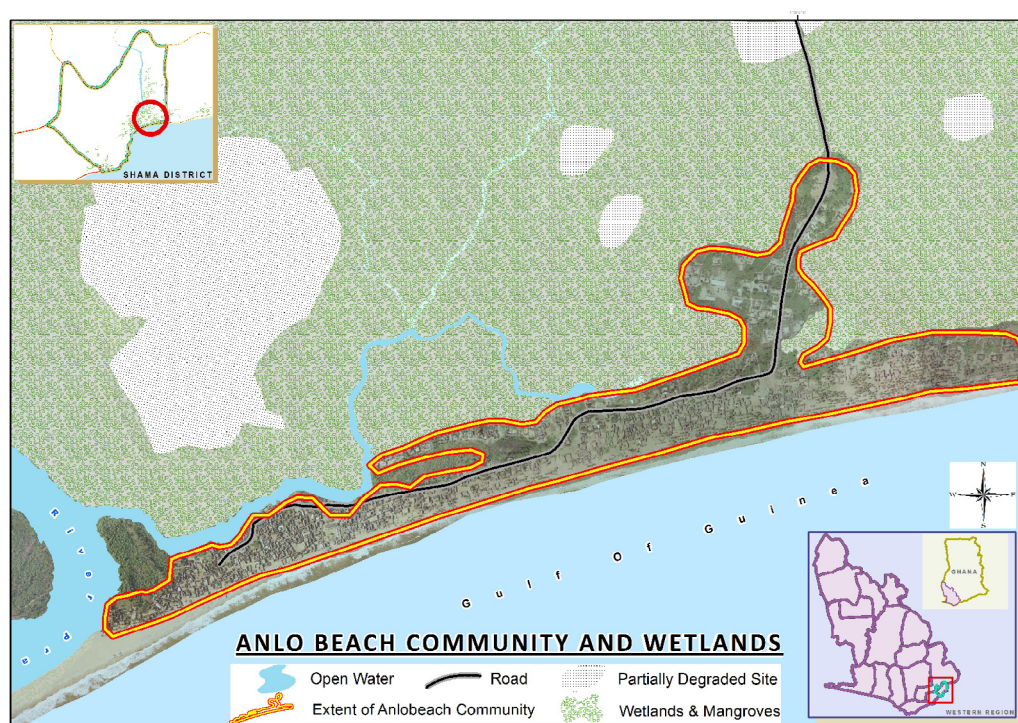 SHAMA DISTRICT
River Pra
Gulf Of Guinea
N
W E
S
GHANA
WESTERN REGION
ANLO BEACH COMMUNITY AND WETLANDS
Open Water
Road
Partially Degraded Site
Extent of Anlobeach Community
Wetlands & Mangroves